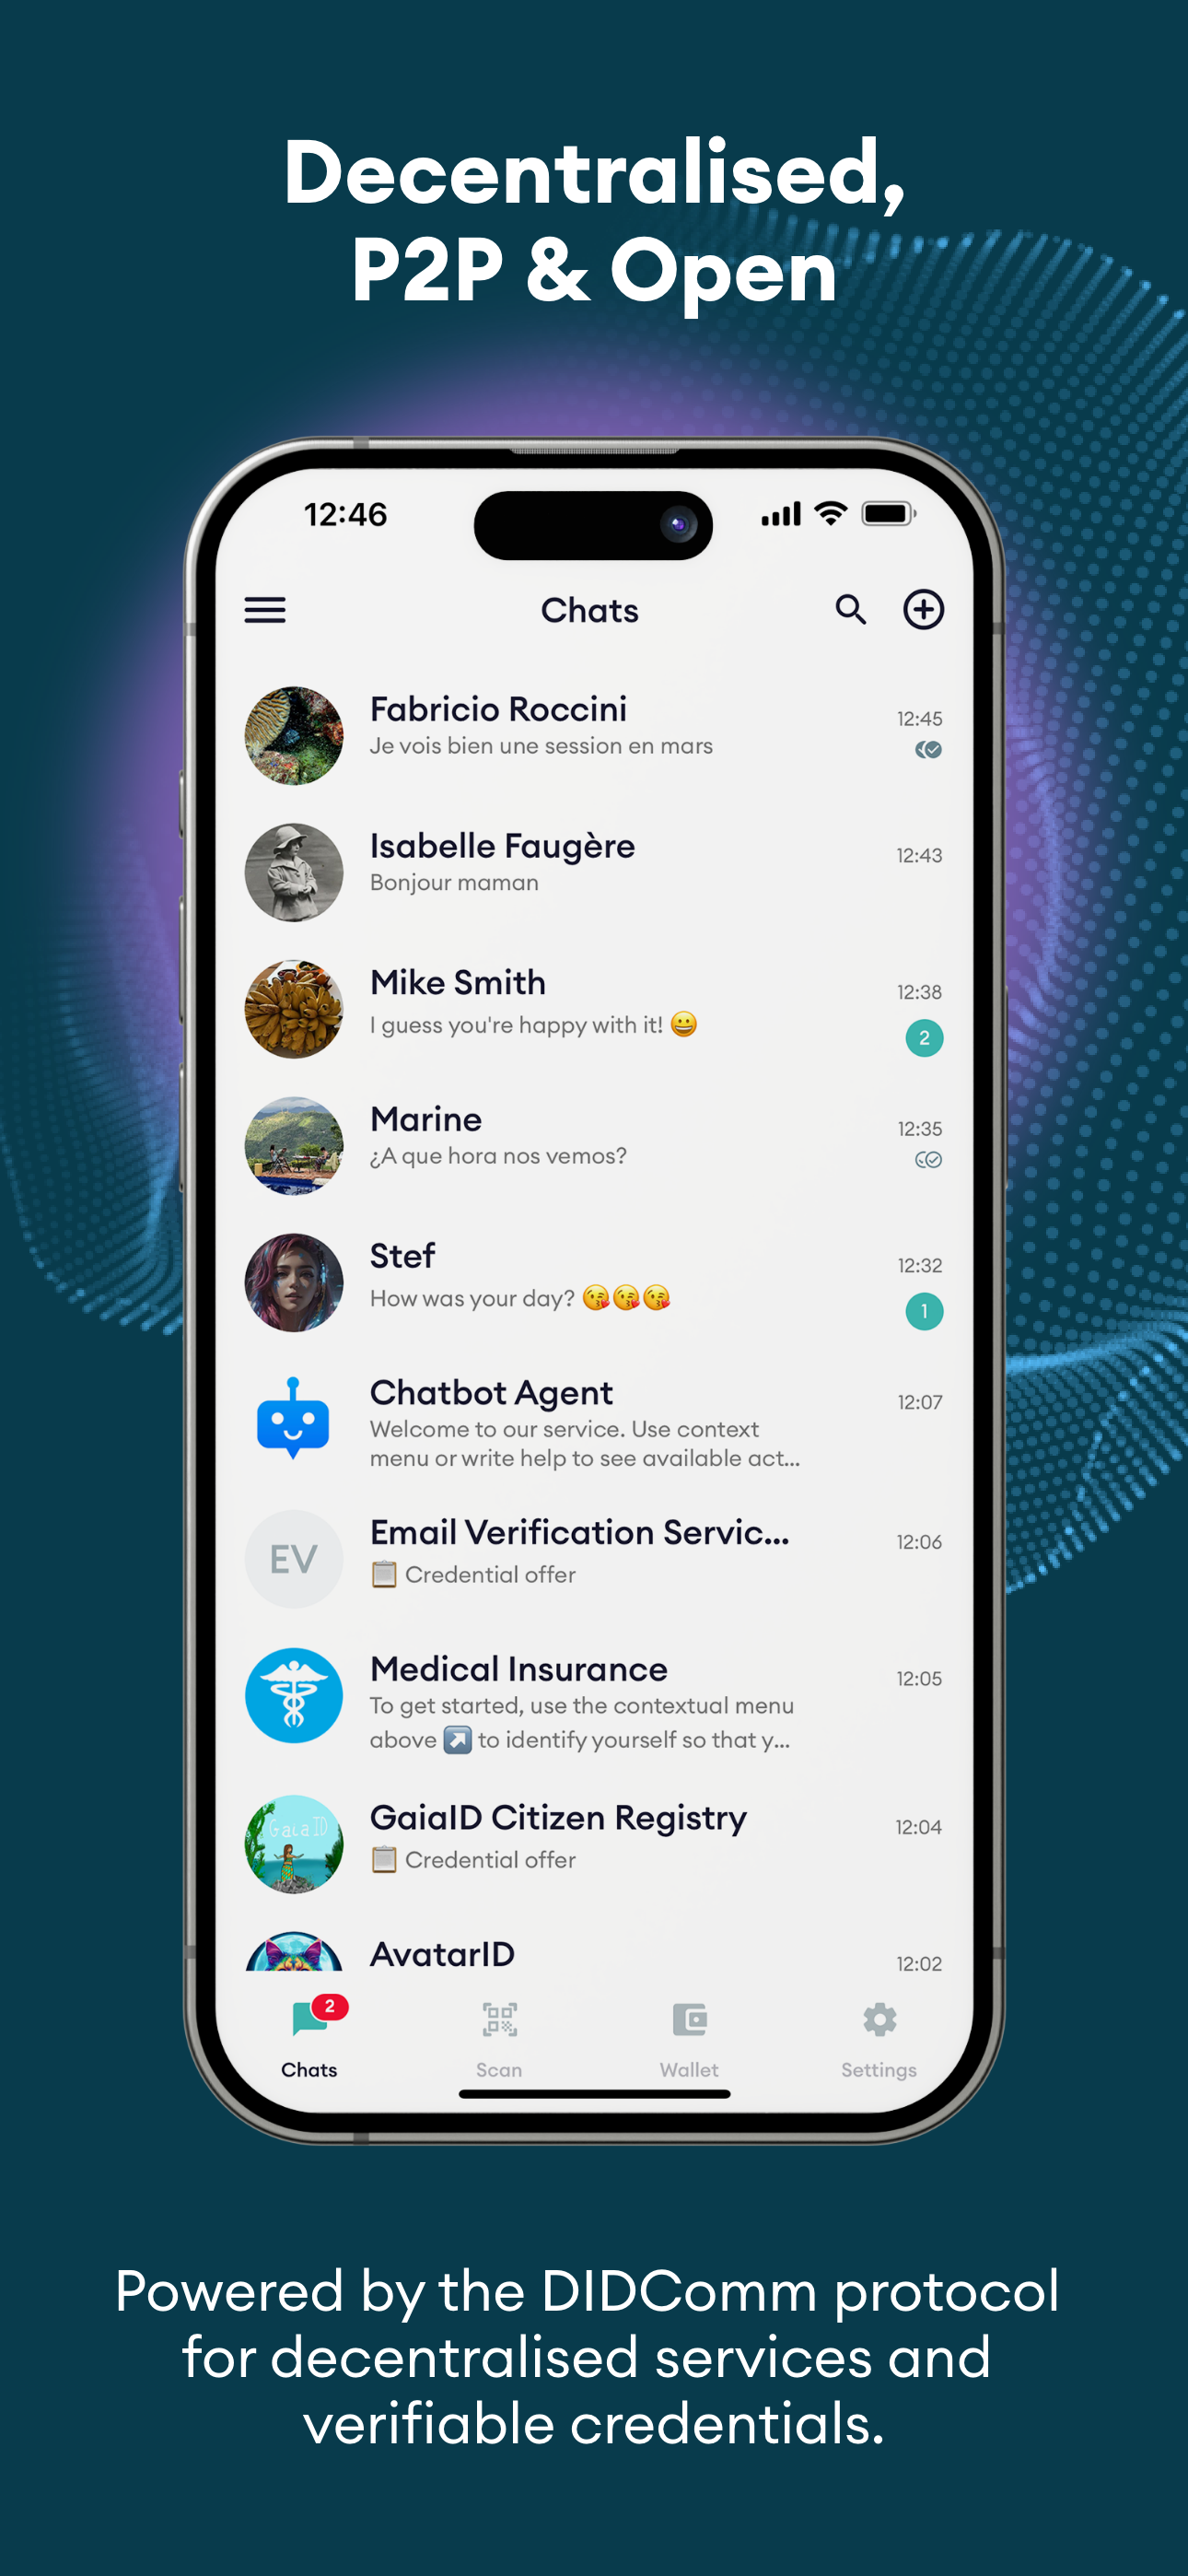 Decentralised,
P2P & Open
12:46
Chats
Fabricio Roccini
12:45
Je vois bien une session en mars
Isabelle Faugère
12:43
Bonjour maman
Mike Smith
12:38
I guess you're happy with it! 😀
2
Marine
12:35
¿A que hora nos vemos?
Stef
12:32
How was your day? 😘😘😘
1
Chatbot Agent
12:07
Welcome to our service. Use context
menu or write help to see available act...
EV
Email Verification Servic...
12:06
📋 Credential offer
Medical Insurance
12:05
To get started, use the contextual menu
above ↗️ to identify yourself so that y...
Gaia ID
GaiaID Citizen Registry
12:04
📋 Credential offer
AvatarID
12:02
2
Chats
Scan
Wallet
Settings
Powered by the DIDComm protocol
for decentralised services and
verifiable credentials.